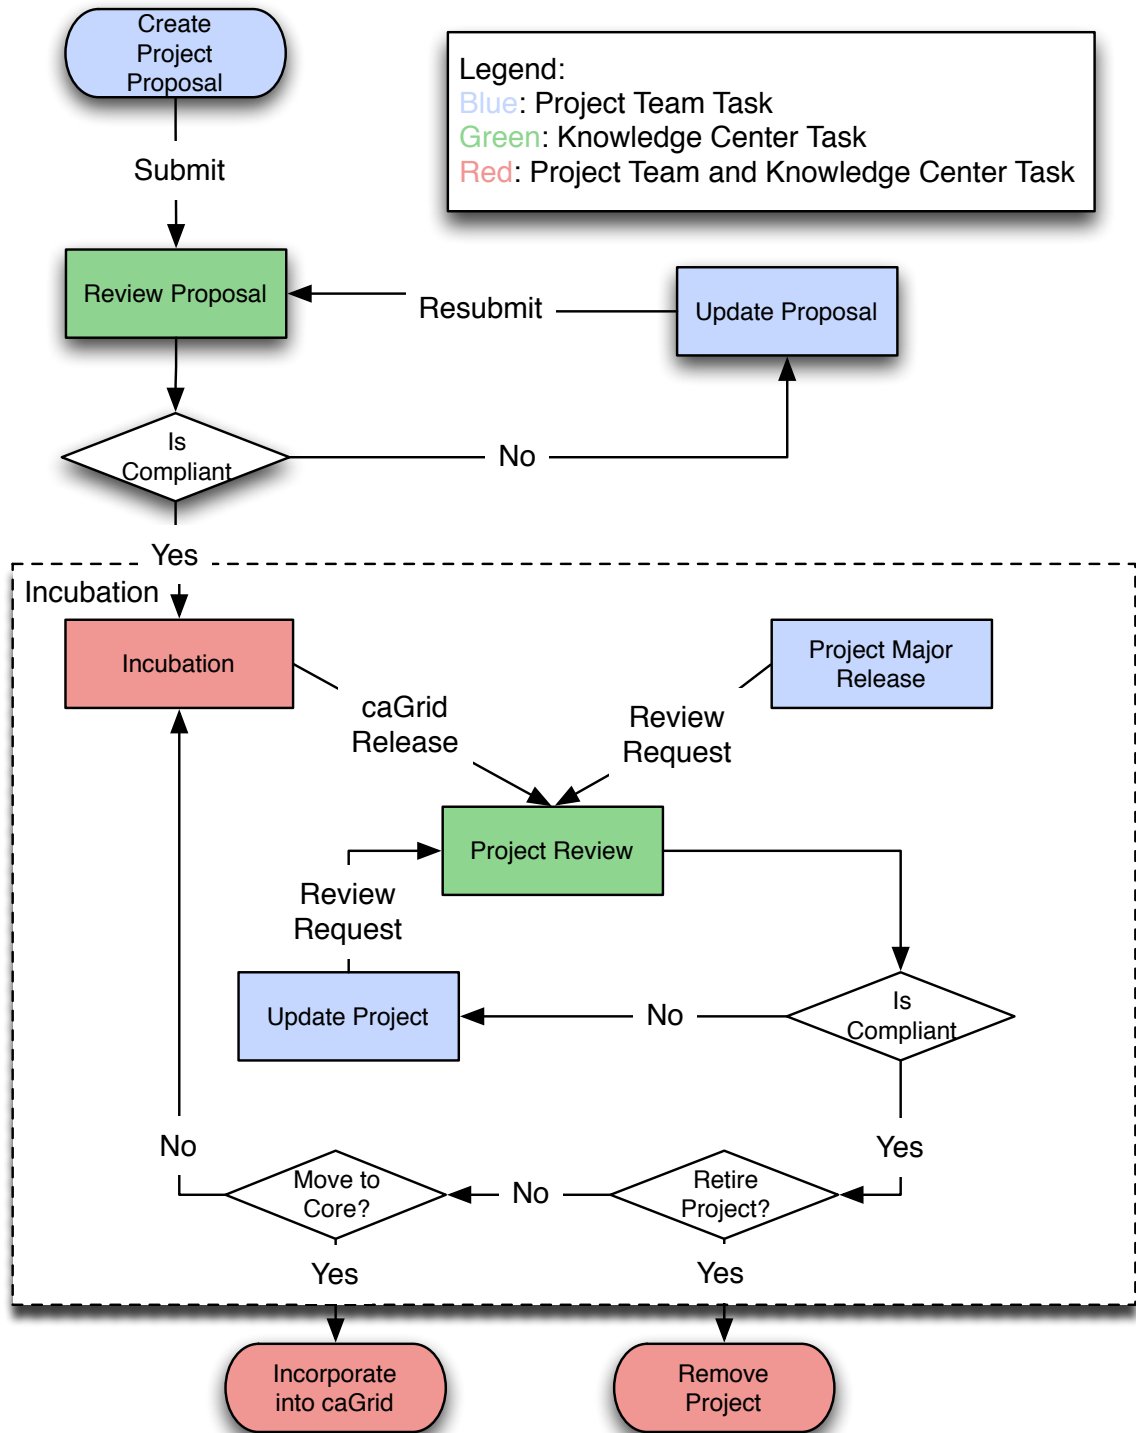 Create
Project
Proposal
Legend:
Blue: Project Team Task
Green: Knowledge Center Task
Red: Project Team and Knowledge Center Task
Submit
Review Proposal
Resubmit
Update Proposal
Is
Compliant
No
Yes
Incubation
Incubation
Project Major
Release
caGrid
Release
Review
Request
Project Review
Review
Request
Update Project
No
Is
Compliant
Yes
No
Move to
Core?
No
Retire
Project?
Yes
Yes
Incorporate
into caGrid
Remove
Project